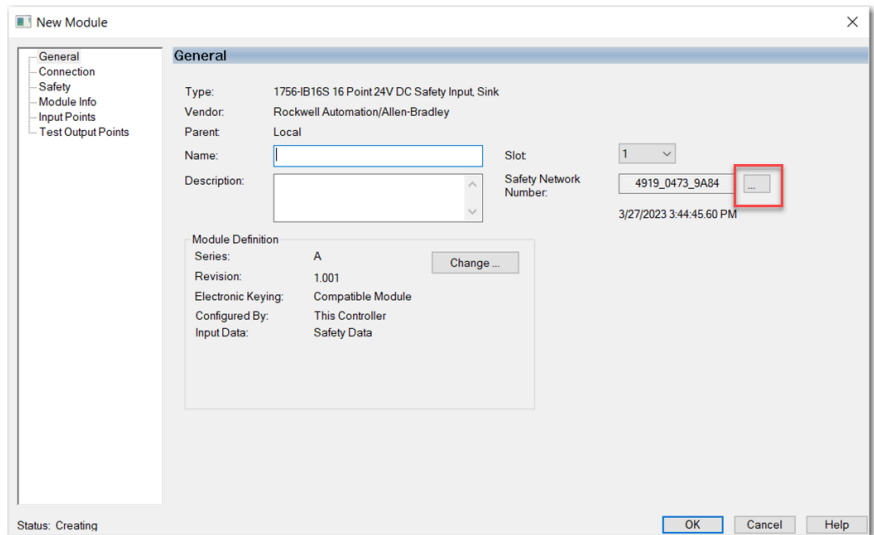 New Module
General
Connection
Safety
Module Info
Input Points
Test Output Points
General
Type: 1756-IB16S 16 Point 24V DC Safety Input, Sink
Vendor: Rockwell Automation/Allen-Bradley
Parent: Local
Name:
Slot: 1
Description:
Safety Network
Number:
4919_0473_9A84
...
3/27/2023 3:44:45.60 PM
Module Definition
Series: A
Change ...
Revision: 1.001
Electronic Keying: Compatible Module
Configured By: This Controller
Input Data: Safety Data
Status: Creating
OK Cancel Help